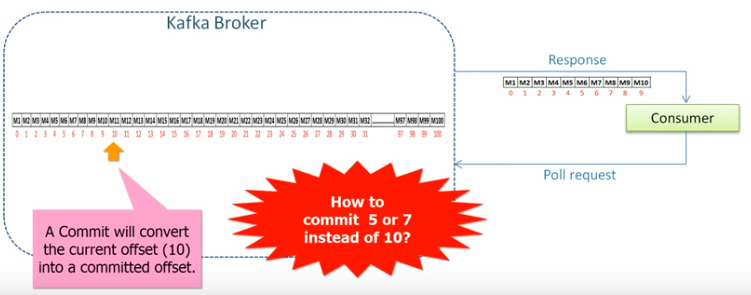 Kafka Broker
Response
M1 M2 M3 M4 M5 M6 M7 M8 M9 M10
0 1 2 3 4 5 6 7 8 9
Consumer
Poll request
M1 M2 M3 M4 M5 M6 M7 M8 M9 M10 M11 M12 M13 M14 M15 M16 M17 M18 M19 M20 M21 M22 M23 M24 M25 M26 M27 M28 M29 M30 M31 M32 ............ M97 M98 M99 M100
0 1 2 3 4 5 6 7 8 9 10 11 12 13 14 15 16 17 18 19 20 21 22 23 24 25 26 27 28 29 30 31 97 98 99 100
How to
commit 5 or 7
instead of 10?
A Commit will convert
the current offset (10)
into a committed offset.